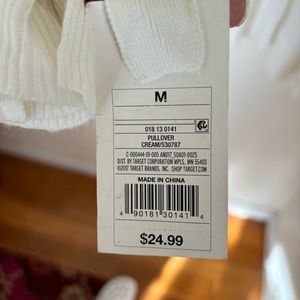 M
018 13 0141
PULLOVER
CREAM/530787
C-000444-01-005 AN017_50A01-0025
DIST. BY TARGET CORPORATION MPLS, MN 55403
©2017 TARGET BRANDS, INC. SHOP TARGET.COM
MADE IN CHINA
4 90181 30141 4
$24.99